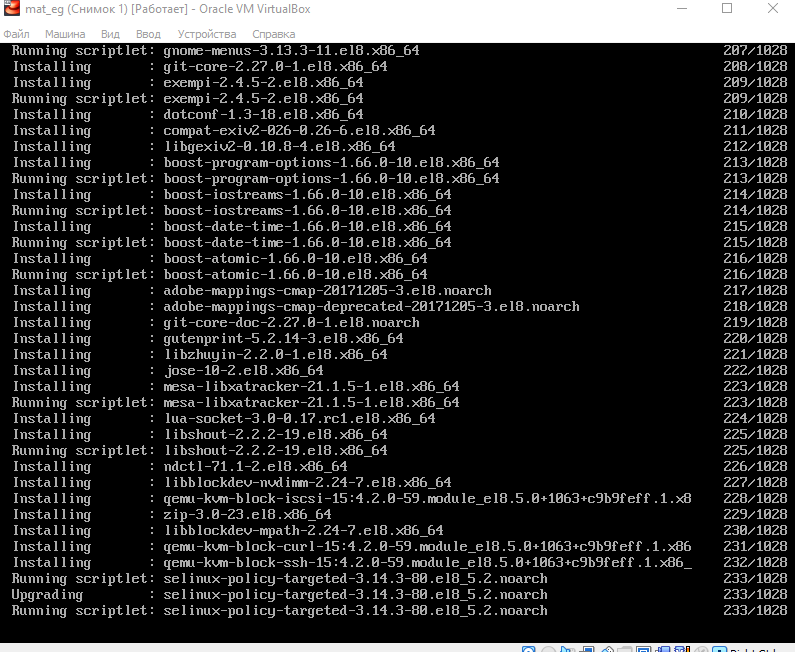 mat_eg (Снимок 1) [Работает] - Oracle VM VirtualBox
Файл Машина Вид Ввод Устройства Справка
Running scriptlet: gnome-menus-3.13.3-11.el8.x86_64 207/1028
Installing : git-core-2.27.0-1.el8.x86_64 208/1028
Installing : exempi-2.4.5-2.el8.x86_64 209/1028
Running scriptlet: exempi-2.4.5-2.el8.x86_64 209/1028
Installing : dotconf-1.3-18.el8.x86_64 210/1028
Installing : compat-exiv2-026-0.26-6.el8.x86_64 211/1028
Installing : libgexiv2-0.10.8-4.el8.x86_64 212/1028
Installing : boost-program-options-1.66.0-10.el8.x86_64 213/1028
Running scriptlet: boost-program-options-1.66.0-10.el8.x86_64 213/1028
Installing : boost-iostreams-1.66.0-10.el8.x86_64 214/1028
Running scriptlet: boost-iostreams-1.66.0-10.el8.x86_64 214/1028
Installing : boost-date-time-1.66.0-10.el8.x86_64 215/1028
Running scriptlet: boost-date-time-1.66.0-10.el8.x86_64 215/1028
Installing : boost-atomic-1.66.0-10.el8.x86_64 216/1028
Running scriptlet: boost-atomic-1.66.0-10.el8.x86_64 216/1028
Installing : adobe-mappings-cmap-20171205-3.el8.noarch 217/1028
Installing : adobe-mappings-cmap-deprecated-20171205-3.el8.noarch 218/1028
Installing : git-core-doc-2.27.0-1.el8.noarch 219/1028
Installing : gutenprint-5.2.14-3.el8.x86_64 220/1028
Installing : libzhuyin-2.2.0-1.el8.x86_64 221/1028
Installing : jose-10-2.el8.x86_64 222/1028
Installing : mesa-libxatracker-21.1.5-1.el8.x86_64 223/1028
Running scriptlet: mesa-libxatracker-21.1.5-1.el8.x86_64 223/1028
Installing : lua-socket-3.0-0.17.rc1.el8.x86_64 224/1028
Installing : libshout-2.2.2-19.el8.x86_64 225/1028
Running scriptlet: libshout-2.2.2-19.el8.x86_64 225/1028
Installing : ndctl-71.1-2.el8.x86_64 226/1028
Installing : libblockdev-nvdimm-2.24-7.el8.x86_64 227/1028
Installing : qemu-kvm-block-iscsi-15:4.2.0-59.module_el8.5.0+1063+c9b9feff.1.x8 228/1028
Installing : zip-3.0-23.el8.x86_64 229/1028
Installing : libblockdev-mpath-2.24-7.el8.x86_64 230/1028
Installing : qemu-kvm-block-curl-15:4.2.0-59.module_el8.5.0+1063+c9b9feff.1.x86 231/1028
Installing : qemu-kvm-block-ssh-15:4.2.0-59.module_el8.5.0+1063+c9b9feff.1.x86_ 232/1028
Running scriptlet: selinux-policy-targeted-3.14.3-80.el8_5.2.noarch 233/1028
Upgrading : selinux-policy-targeted-3.14.3-80.el8_5.2.noarch 233/1028
Running scriptlet: selinux-policy-targeted-3.14.3-80.el8_5.2.noarch 233/1028